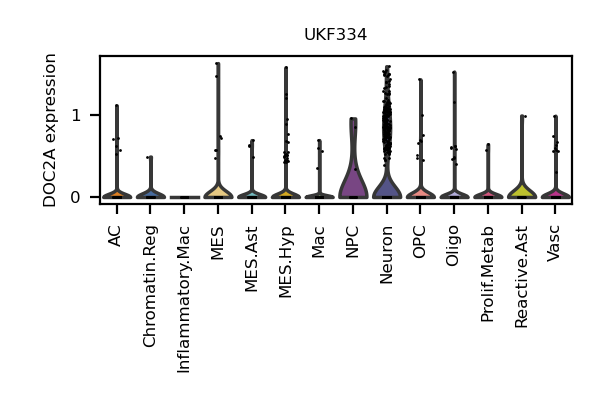 UKF334
DOC2A expression
1
0
AC
Chromatin.Reg
Inflammatory.Mac
MES
MES.Ast
MES.Hyp
Mac
NPC
Neuron
OPC
Oligo
Prolif.Metab
Reactive.Ast
Vasc